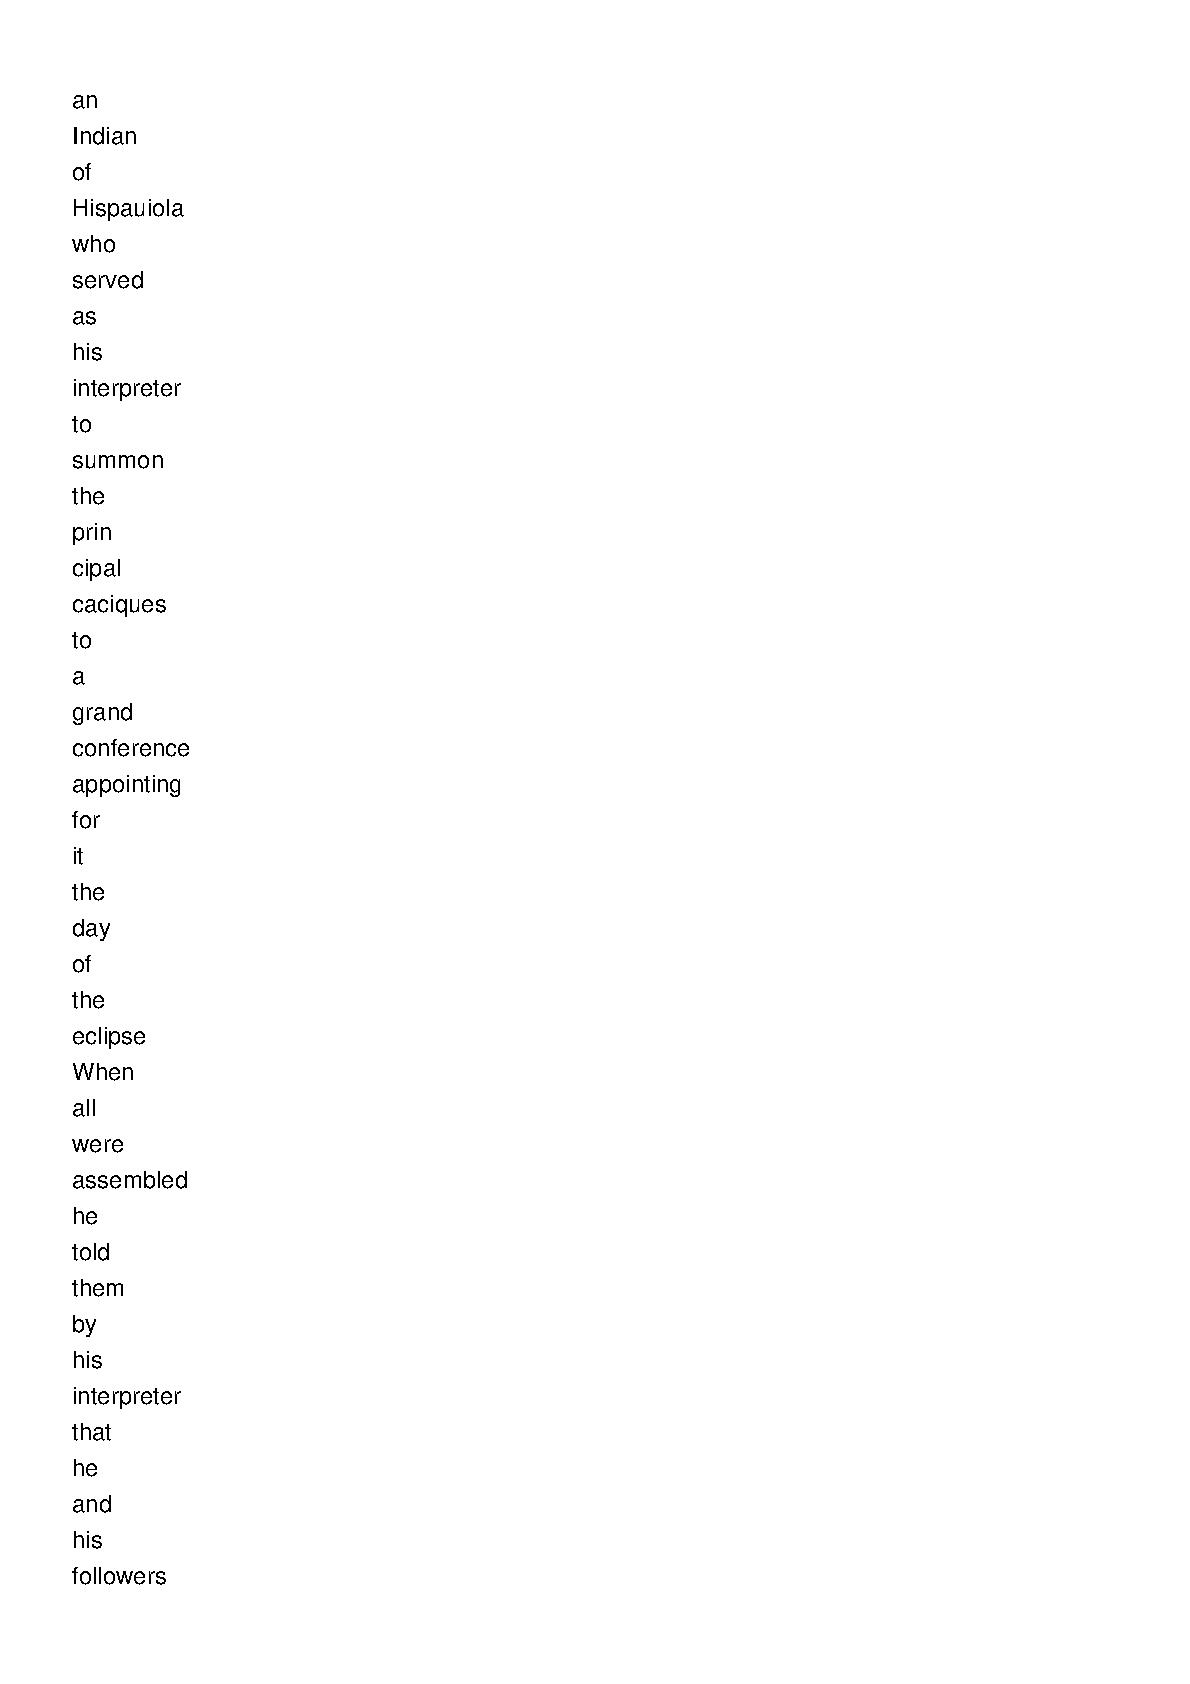 an
Indian
of
Hispauiola
who
served
as
his
interpreter
to
summon
the
prin
cipal
caciques
to
a
grand
conference
appointing
for
it
the
day
of
the
eclipse
When
all
were
assembled
he
told
them
by
his
interpreter
that
he
and
his
followers